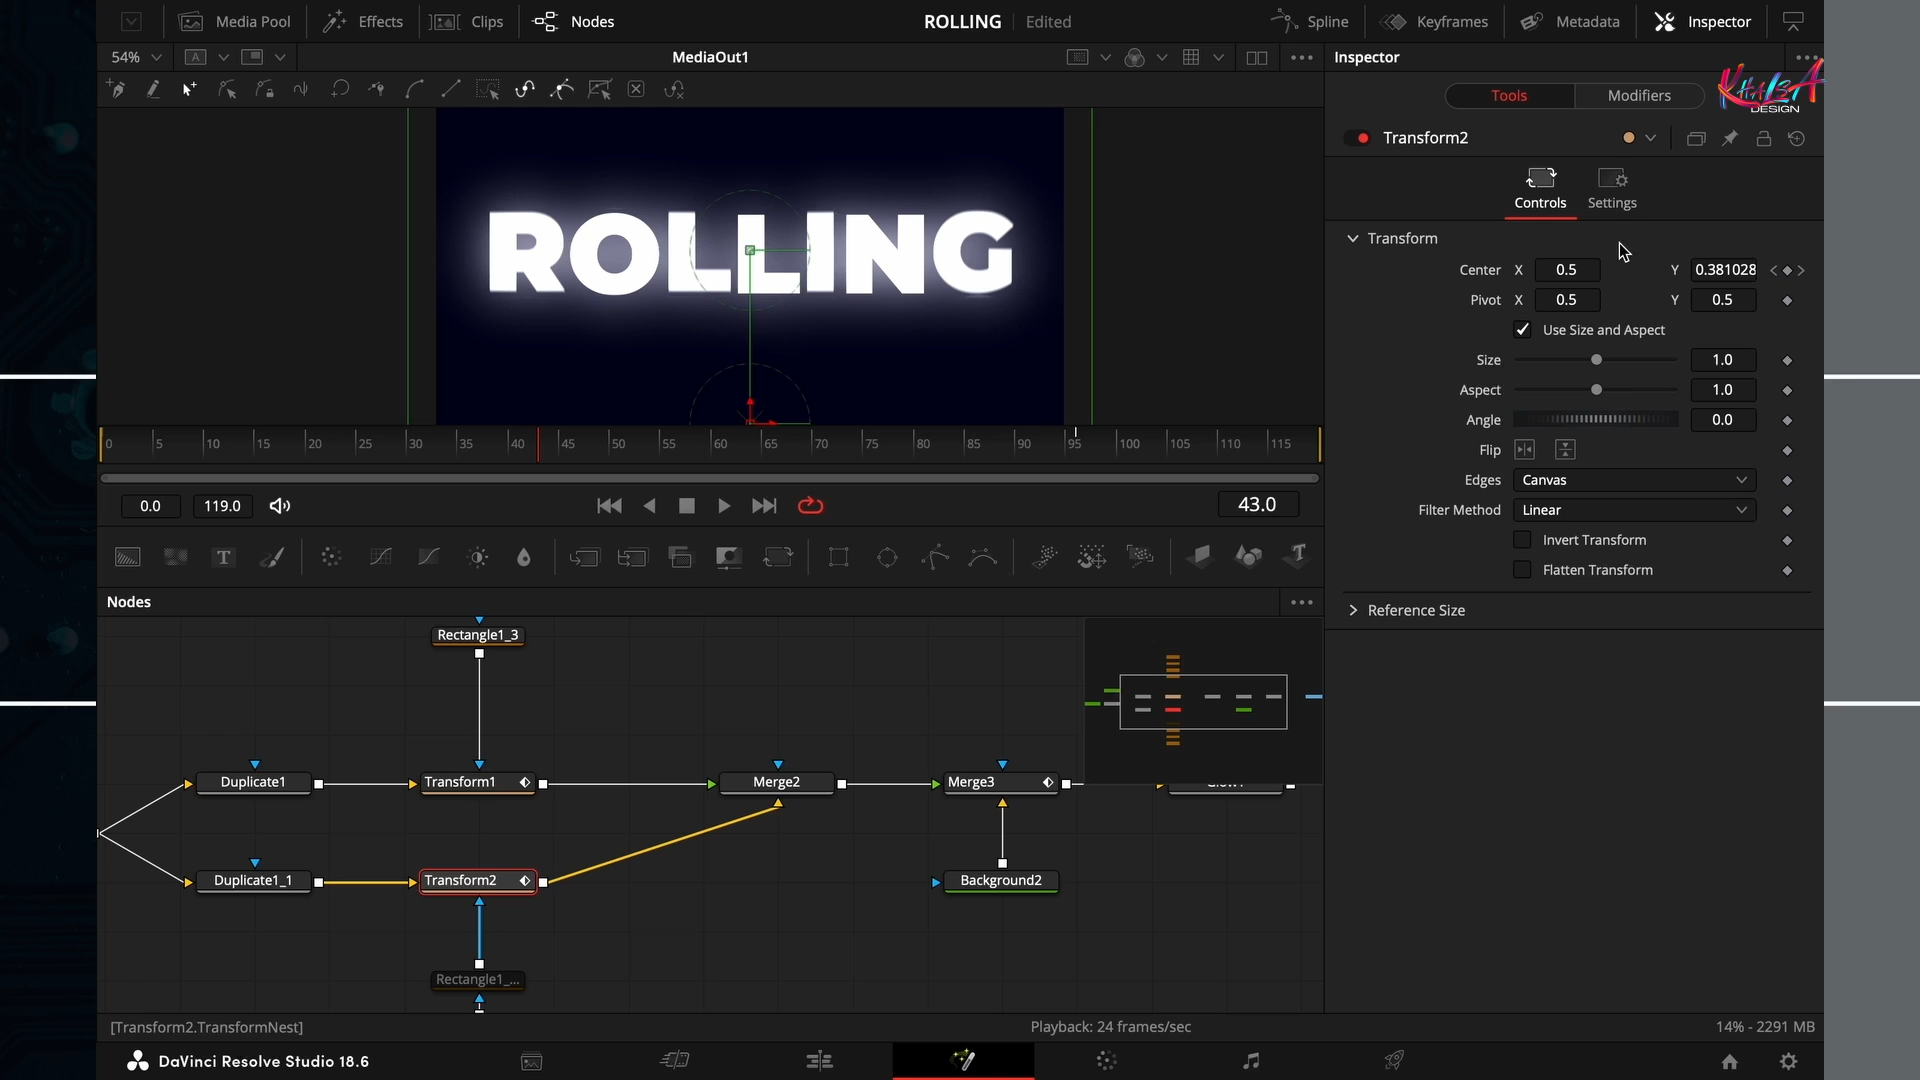 Media Pool
Effects
Clips
Nodes
ROLLING
Edited
Spline
Keyframes
Metadata
Inspector
54%
A
MediaOut1
Inspector
KHALSA
DESIGN
Tools
Modifiers
Transform2
Controls
Settings
ROLLING
Transform
Center X 0.5 Y 0.381028
Pivot X 0.5 Y 0.5
Use Size and Aspect
Size 1.0
Aspect 1.0
Angle 0.0
Flip
Edges Canvas
Filter Method Linear
Invert Transform
Flatten Transform
Reference Size
0 5 10 15 20 25 30 35 40 45 50 55 60 65 70 75 80 85 90 95 100 105 110 115
0.0
119.0
43.0
T
T
Nodes
Rectangle1_3
Duplicate1
Transform1
Merge2
Merge3
Duplicate1_1
Transform2
Background2
Rectangle1_...
[Transform2.TransformNest]
Playback: 24 frames/sec
14% - 2291 MB
DaVinci Resolve Studio 18.6